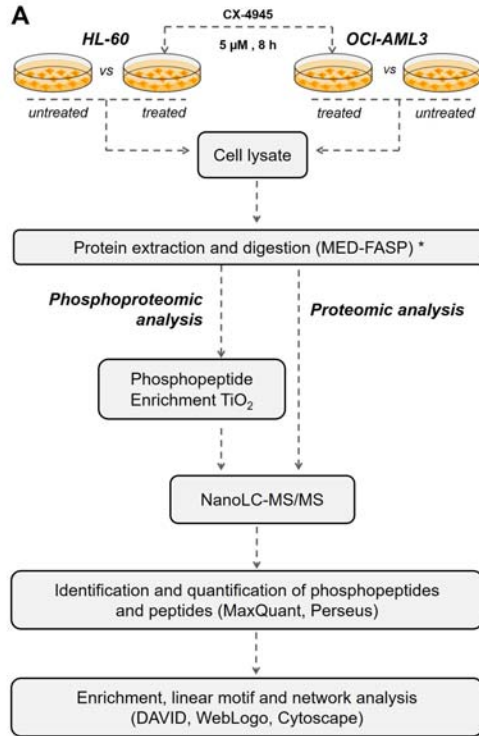 A
CX-4945
HL-60
5 µM , 8 h
OCI-AML3
vs
vs
untreated
treated
treated
untreated
Cell lysate
Protein extraction and digestion (MED-FASP) *
Phosphoproteomic
analysis
Proteomic analysis
Phosphopeptide
Enrichment TiO₂
NanoLC-MS/MS
Identification and quantification of phosphopeptides
and peptides (MaxQuant, Perseus)
Enrichment, linear motif and network analysis
(DAVID, WebLogo, Cytoscape)